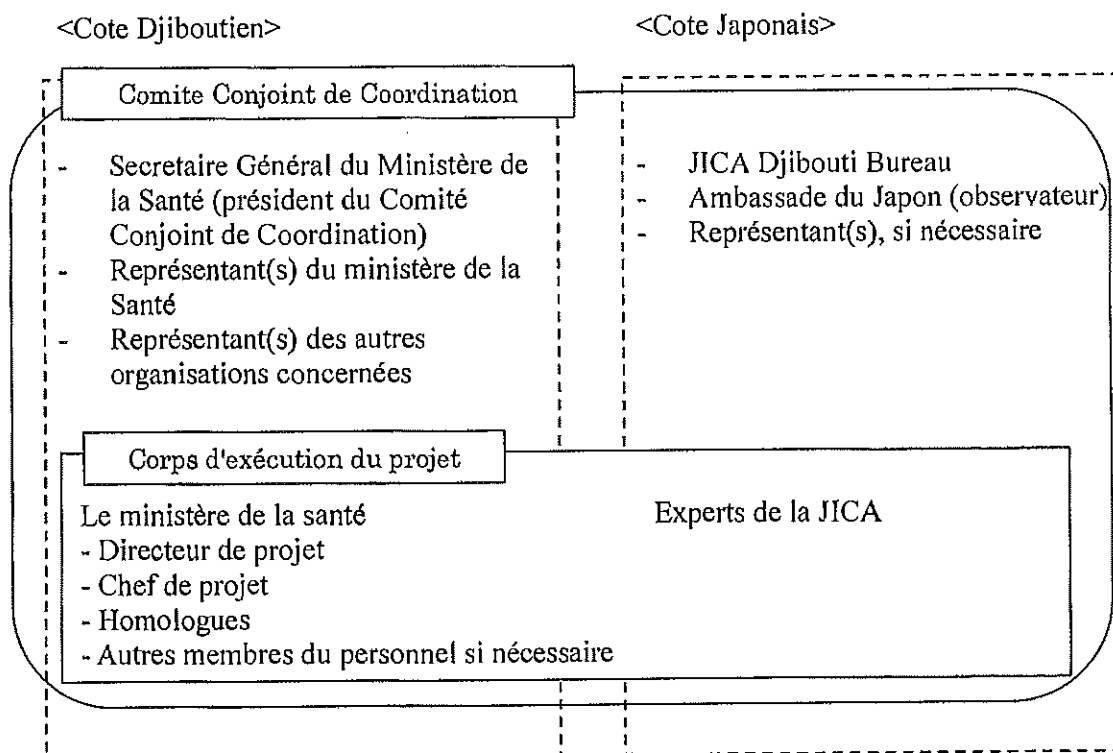 <Cote Djiboutien>
<Cote Japonais>
Comite Conjoint de Coordination
- Secretaire Général du Ministère de
la Santé (président du Comité
Conjoint de Coordination)
- Représentant(s) du ministère de la
Santé
- Représentant(s) des autres
organisations concernées
- JICA Djibouti Bureau
- Ambassade du Japon (observateur)
- Représentant(s), si nécessaire
Corps d'exécution du projet
Le ministère de la santé
- Directeur de projet
- Chef de projet
- Homologues
- Autres membres du personnel si nécessaire
Experts de la JICA